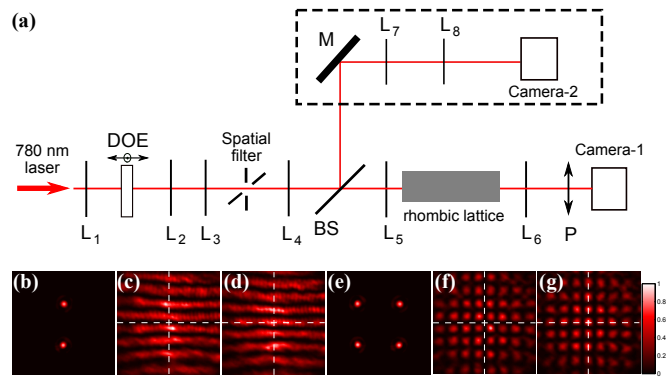 (a)
M
L7
L8
Camera-2
780 nm
laser
DOE
Spatial
filter
Camera-1
L1
L2
L3
L4
BS
L5
rhombic lattice
L6
P
(b)
(c)
(d)
(e)
(f)
(g)
1
0.8
0.6
0.4
0.2
0